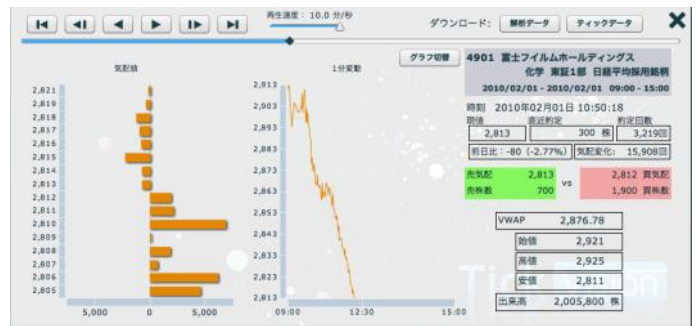 再生速度： 10.0 分/秒
ダウンロード： 解析データ ティックデータ
グラフ切替
気配値
1分変動
2,821
2,819
2,818
2,817
2,816
2,815
2,814
2,813
2,812
2,811
2,810
2,809
2,808
2,807
2,806
2,805
5,000 0 5,000
2,913
2,903
2,893
2,883
2,873
2,863
2,853
2,843
2,833
2,823
2,813
09:00 12:30 15:00
4901 富士フイルムホールディングス
化学 東証1部 日経平均採用銘柄
2010/02/01 - 2010/02/01 09:00 - 15:00
時刻 2010年02月01日 10:50:18
現値 直近約定 約定回数
2,813 300 株 3,219回
前日比：-80 (-2.77%) 気配変化: 15,908回
売気配 2,813 vs 2,812 買気配
売株数 700 1,900 買株数
VWAP 2,876.78
始値 2,921
高値 2,925
安値 2,811
出来高 2,005,800 株